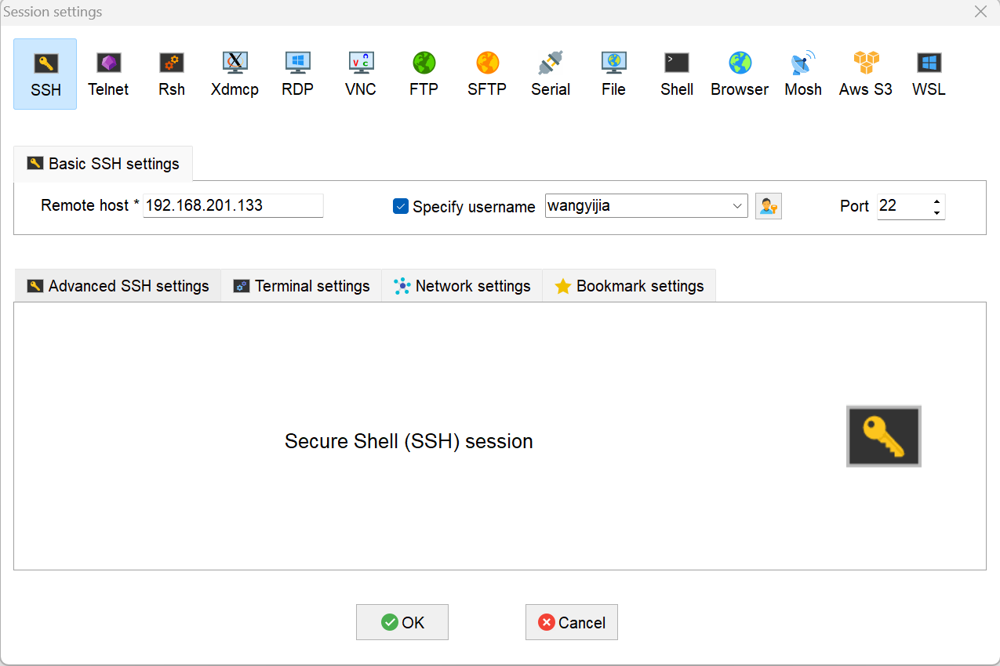 Session settings
SSH Telnet Rsh Xdmcp RDP VNC FTP SFTP Serial File Shell Browser Mosh Aws S3 WSL
Basic SSH settings
Remote host * 192.168.201.133 Specify username wangyijia Port 22
Advanced SSH settings Terminal settings Network settings Bookmark settings
Secure Shell (SSH) session
OK Cancel